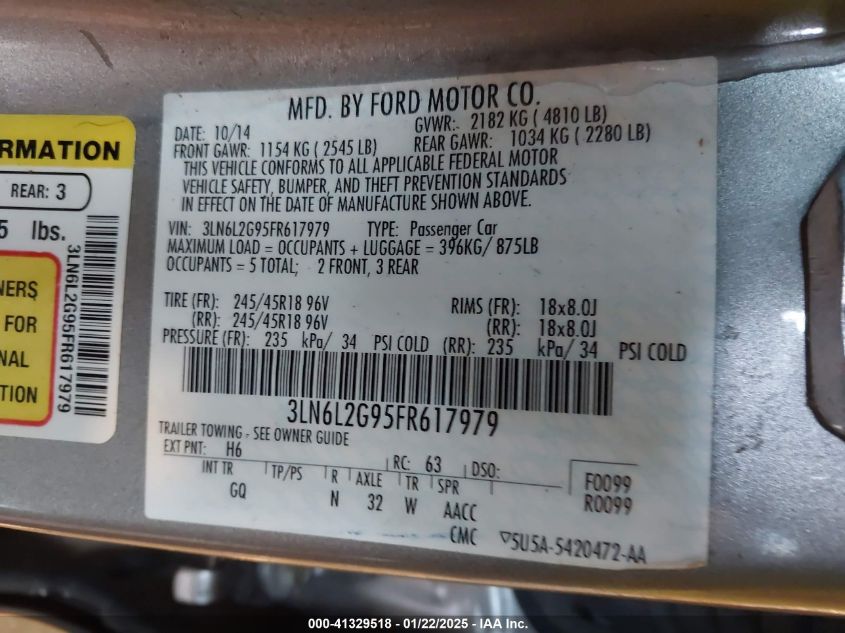 RMATION
REAR: 3
5 lbs.
3LN6L2G95FR617979
NERS
FOR
NAL
TION
MFD. BY FORD MOTOR CO.
DATE: 10/14 GVWR:- 2182 KG ( 4810 LB)
FRONT GAWR: 1154 KG ( 2545 LB) REAR GAWR: 1034 KG ( 2280 LB)
THIS VEHICLE CONFORMS TO ALL APPLICABLE FEDERAL MOTOR
VEHICLE SAFETY, BUMPER, AND THEFT PREVENTION STANDARDS
IN EFFECT ON THE DATE OF MANUFACTURE SHOWN ABOVE.
VIN: 3LN6L2G95FR617979 TYPE: Passenger Car
MAXIMUM LOAD = OCCUPANTS + LUGGAGE = 396KG/ 875LB
OCCUPANTS = 5 TOTAL; 2 FRONT, 3 REAR
TIRE (FR): 245/45R18 96V RIMS (FR): 18x8.0J
(RR): 245/45R18 96V (RR): 18x8.0J
PRESSURE (FR): 235 kPa/ 34 PSI COLD (RR): 235 kPa/ 34 PSI COLD
3LN6L2G95FR617979
TRAILER TOWING - SEE OWNER GUIDE
EXT PNT: H6 RC: 63 DSO:
INT TR TP/PS R AXLE TR SPR
GQ N 32 W AACC
F0099
R0099
CMC ▽5U5A-5420472-AA
000-41329518 - 01/22/2025 - IAA Inc.